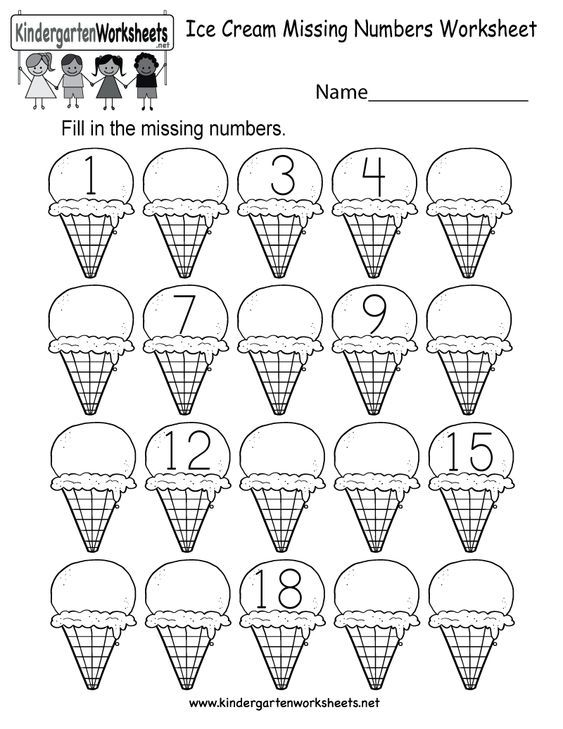 KindergartenWorksheets
.net
Ice Cream Missing Numbers Worksheet
Name________________
Fill in the missing numbers.
1 3 4
7 9
12 15
18
www.kindergartenworksheets.net